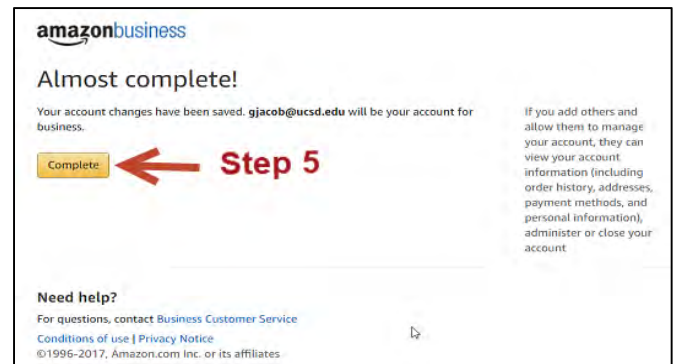 amazonbusiness
Almost complete!
Your account changes have been saved. gjacob@ucsd.edu will be your account for
business.
Complete
Step 5
If you add others and
allow them to manage
your account, they can
view your account
information (including
order history, addresses,
payment methods, and
personal information),
administer or close your
account
Need help?
For questions, contact Business Customer Service
Conditions of use | Privacy Notice
©1996-2017, Amazon.com Inc. or its affiliates